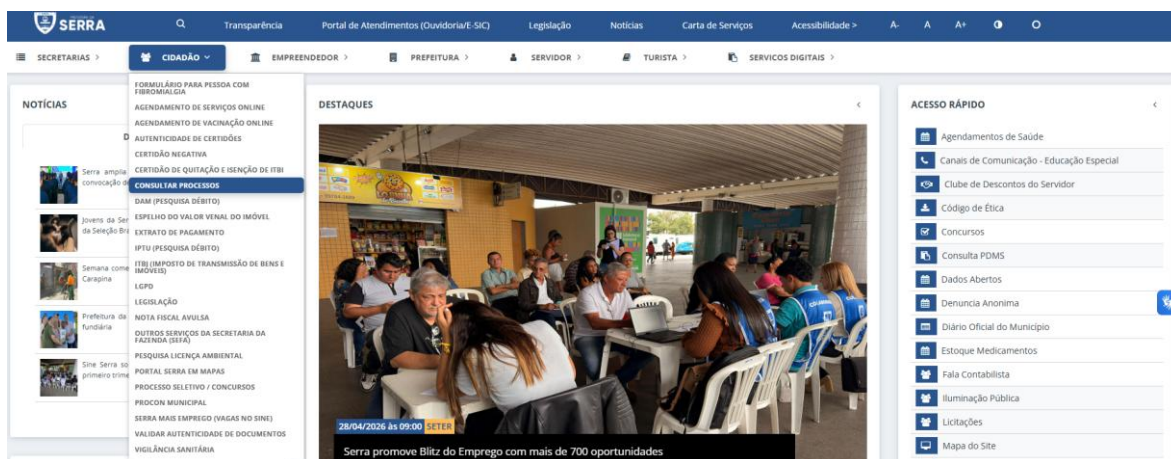 SERRA
Transparência
Portal de Atendimentos (Ouvidoria/E-SIC)
Legislação
Notícias
Carta de Serviços
Acessibilidade >
A-
A
A+
SECRETARIAS >
CIDADÃO
EMPREENDEDOR >
PREFEITURA >
SERVIDOR >
TURISTA >
SERVICOS DIGITAIS >
NOTÍCIAS
D
Serra amplia
convocação d
Jovens da Ser
da Seleção Bra
Semana come
Carapina
Prefeitura da
fundiária
Sine Serra so
primeiro trime
FORMULÁRIO PARA PESSOA COM
FIBROMIALGIA
AGENDAMENTO DE SERVIÇOS ONLINE
AGENDAMENTO DE VACINAÇÃO ONLINE
AUTENTICIDADE DE CERTIDÕES
CERTIDÃO NEGATIVA
CERTIDÃO DE QUITAÇÃO E ISENÇÃO DE ITBI
CONSULTAR PROCESSOS
DAM (PESQUISA DÉBITO)
ESPELHO DO VALOR VENAL DO IMÓVEL
EXTRATO DE PAGAMENTO
IPTU (PESQUISA DÉBITO)
ITBI (IMPOSTO DE TRANSMISSÃO DE BENS E
IMÓVEIS)
LGPD
LEGISLAÇÃO
NOTA FISCAL AVULSA
OUTROS SERVIÇOS DA SECRETARIA DA
FAZENDA (SEFA)
PESQUISA LICENÇA AMBIENTAL
PORTAL SERRA EM MAPAS
PROCESSO SELETIVO / CONCURSOS
PROCON MUNICIPAL
SERRA MAIS EMPREGO (VAGAS NO SINE)
VALIDAR AUTENTICIDADE DE DOCUMENTOS
VIGILÂNCIA SANITÁRIA
DESTAQUES
28/04/2026 às 09:00 SETER
Serra promove Blitz do Emprego com mais de 700 oportunidades
ACESSO RÁPIDO
Agendamentos de Saúde
Canais de Comunicação - Educação Especial
Clube de Descontos do Servidor
Código de Ética
Concursos
Consulta PDMS
Dados Abertos
Denuncia Anonima
Diário Oficial do Município
Estoque Medicamentos
Fala Contabilista
Iluminação Pública
Licitações
Mapa do Site